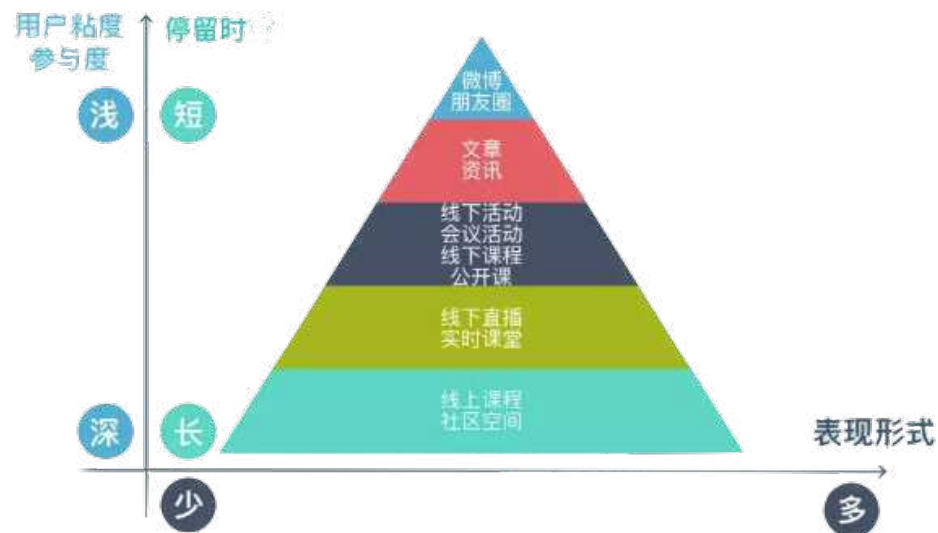 用户粘度
参与度
停留时
浅
短
微博
朋友圈
文章
资讯
线下活动
会议活动
线下课程
公开课
线下直播
实时课堂
线上课程
社区空间
深
长
表现形式
少
多